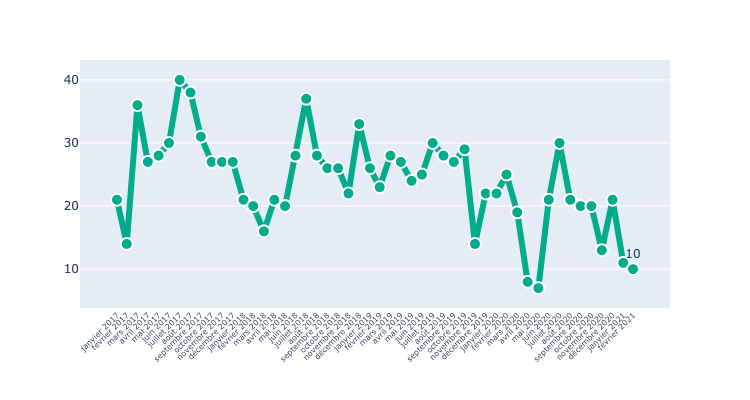 40
30
20
10
10
janvier 2017
février 2017
mars 2017
avril 2017
mai 2017
juin 2017
juillet 2017
août 2017
septembre 2017
octobre 2017
novembre 2017
décembre 2017
janvier 2018
février 2018
mars 2018
avril 2018
mai 2018
juin 2018
juillet 2018
août 2018
septembre 2018
octobre 2018
novembre 2018
décembre 2018
janvier 2019
février 2019
mars 2019
avril 2019
mai 2019
juin 2019
juillet 2019
août 2019
septembre 2019
octobre 2019
novembre 2019
décembre 2019
janvier 2020
février 2020
mars 2020
avril 2020
mai 2020
juin 2020
juillet 2020
août 2020
septembre 2020
octobre 2020
novembre 2020
décembre 2020
janvier 2021
février 2021